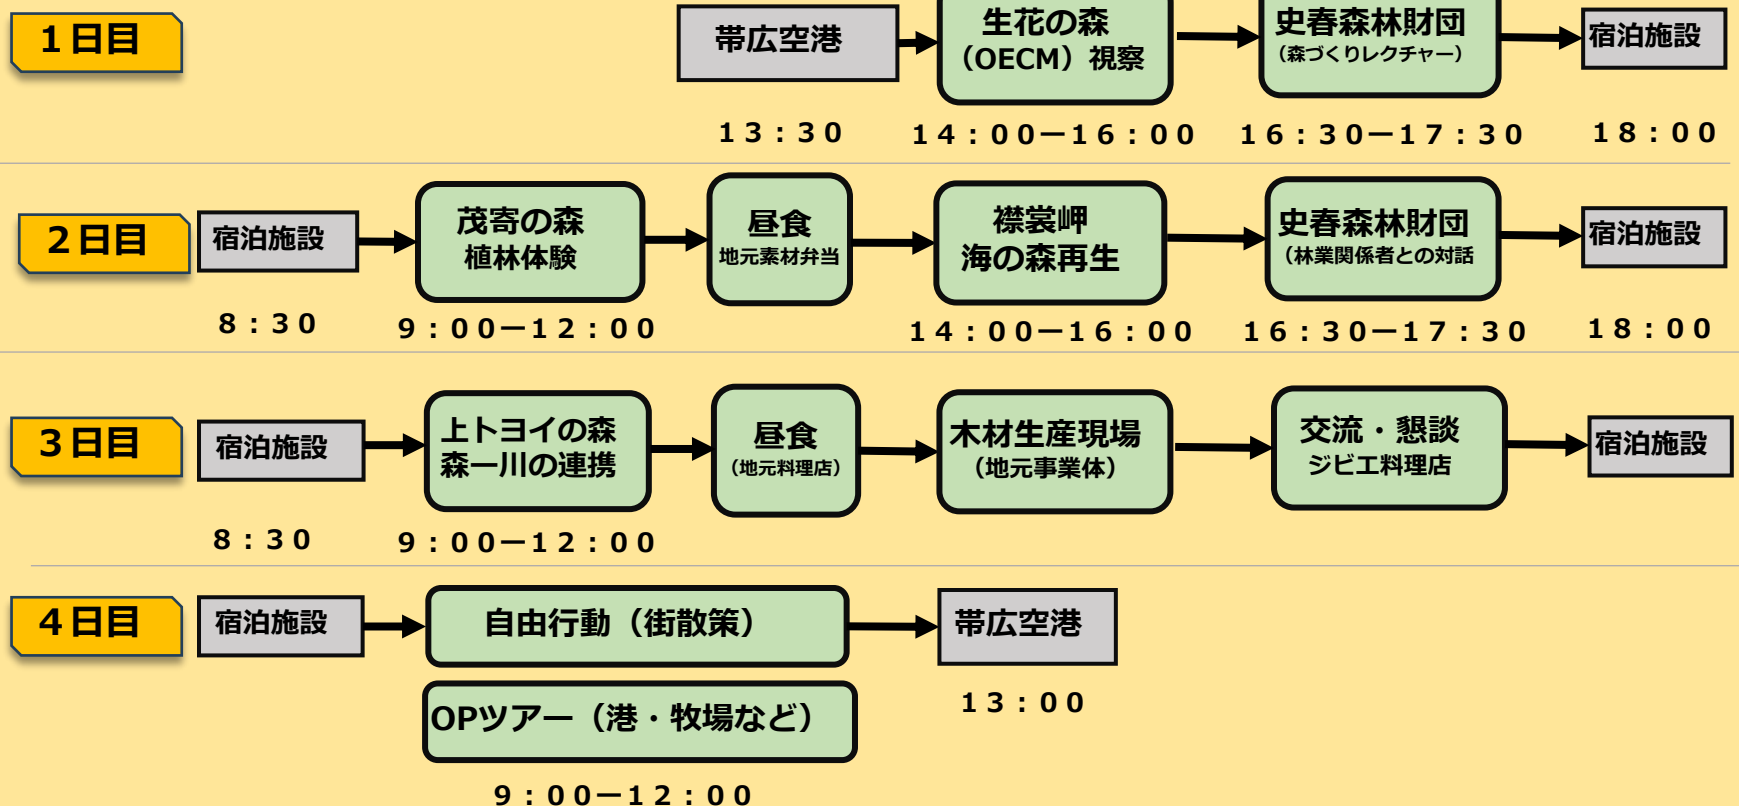 １日目
帯広空港
生花の森
（OECM）視察
史春森林財団
（森づくりレクチャー）
宿泊施設
１３：３０
１４：００ー１６：００
１６：３０ー１７：３０
１８：００
２日目
宿泊施設
茂寄の森
植林体験
昼食
地元素材弁当
襟裳岬
海の森再生
史春森林財団
（林業関係者との対話
宿泊施設
８：３０
９：００ー１２：００
１４：００ー１６：００
１６：３０ー１７：３０
１８：００
３日目
宿泊施設
上トヨイの森
森ー川の連携
昼食
（地元料理店）
木材生産現場
（地元事業体）
交流・懇談
ジビエ料理店
宿泊施設
８：３０
９：００ー１２：００
４日目
宿泊施設
自由行動（街散策）
帯広空港
OPツアー（港・牧場など）
１３：００
９：００ー１２：００